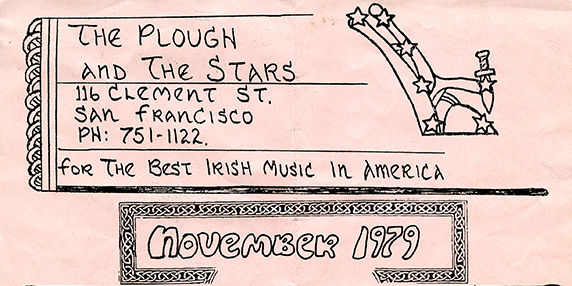 The Plough
and The Stars
116 Clement St.
San Francisco
PH: 751-1122.
for The Best Irish Music In America
November 1979